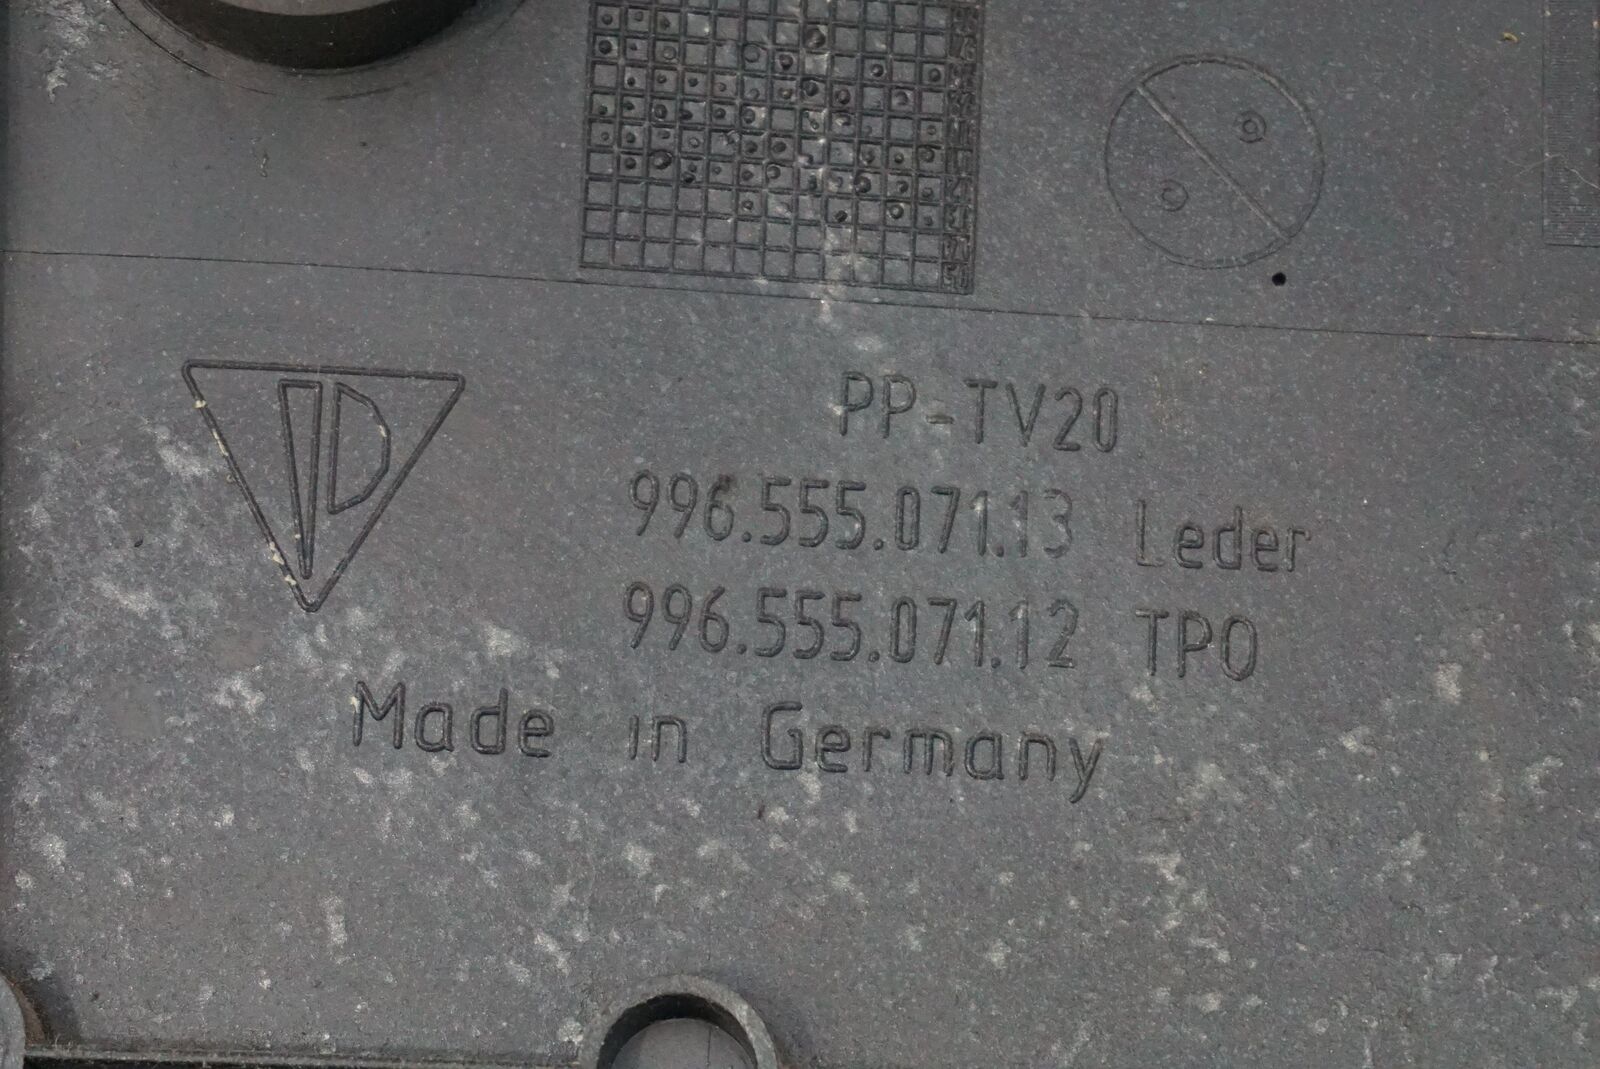 PP-TV20
996.555.071.13 Leder
996.555.071.12 TPO
Made in Germany